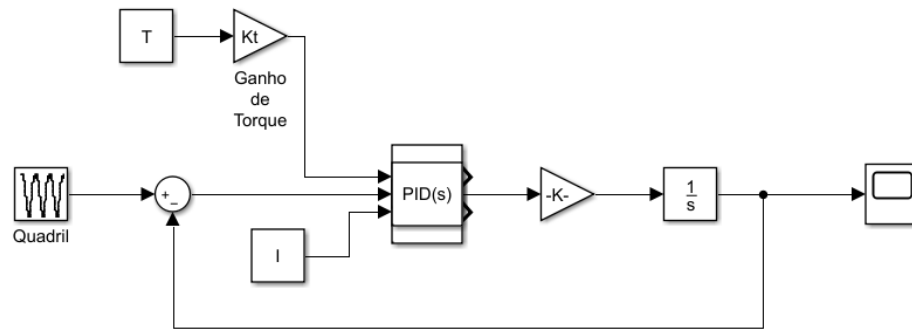 T
Kt
Ganho
de
Torque
+
−
Quadril
I
PID(s)
-K-
1
s